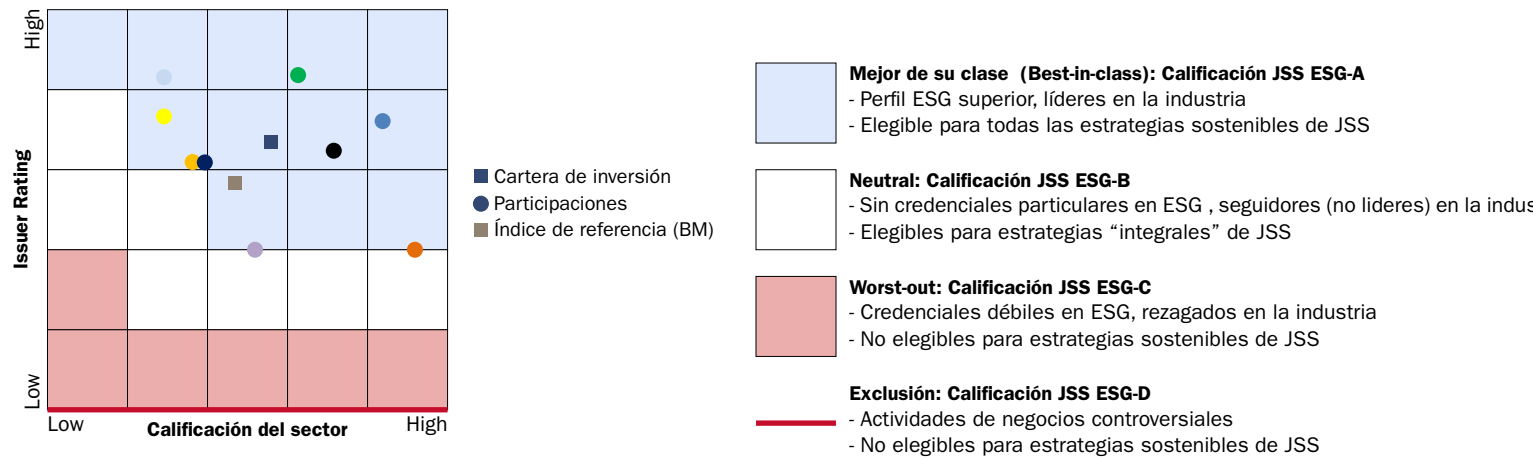 High
Issuer Rating
Low
Low
Calificación del sector
High
Cartera de inversión
Participaciones
Índice de referencia (BM)
Mejor de su clase (Best-in-class): Calificación JSS ESG-A
- Perfil ESG superior, líderes en la industria
- Elegible para todas las estrategias sostenibles de JSS
Neutral: Calificación JSS ESG-B
- Sin credenciales particulares en ESG , seguidores (no lideres) en la indus
- Elegibles para estrategias “integrales” de JSS
Worst-out: Calificación JSS ESG-C
- Credenciales débiles en ESG, rezagados en la industria
- No elegibles para estrategias sostenibles de JSS
Exclusión: Calificación JSS ESG-D
- Actividades de negocios controversiales
- No elegibles para estrategias sostenibles de JSS